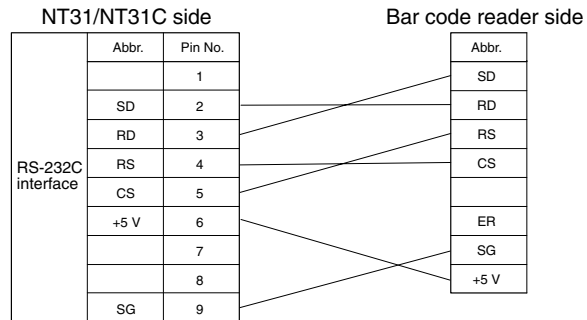 NT31/NT31C side
Bar code reader side
Abbr. Pin No.
1
SD 2
RD 3
RS 4
CS 5
+5 V 6
7
8
SG 9
RS-232C
interface
Abbr.
SD
RD
RS
CS
ER
SG
+5 V